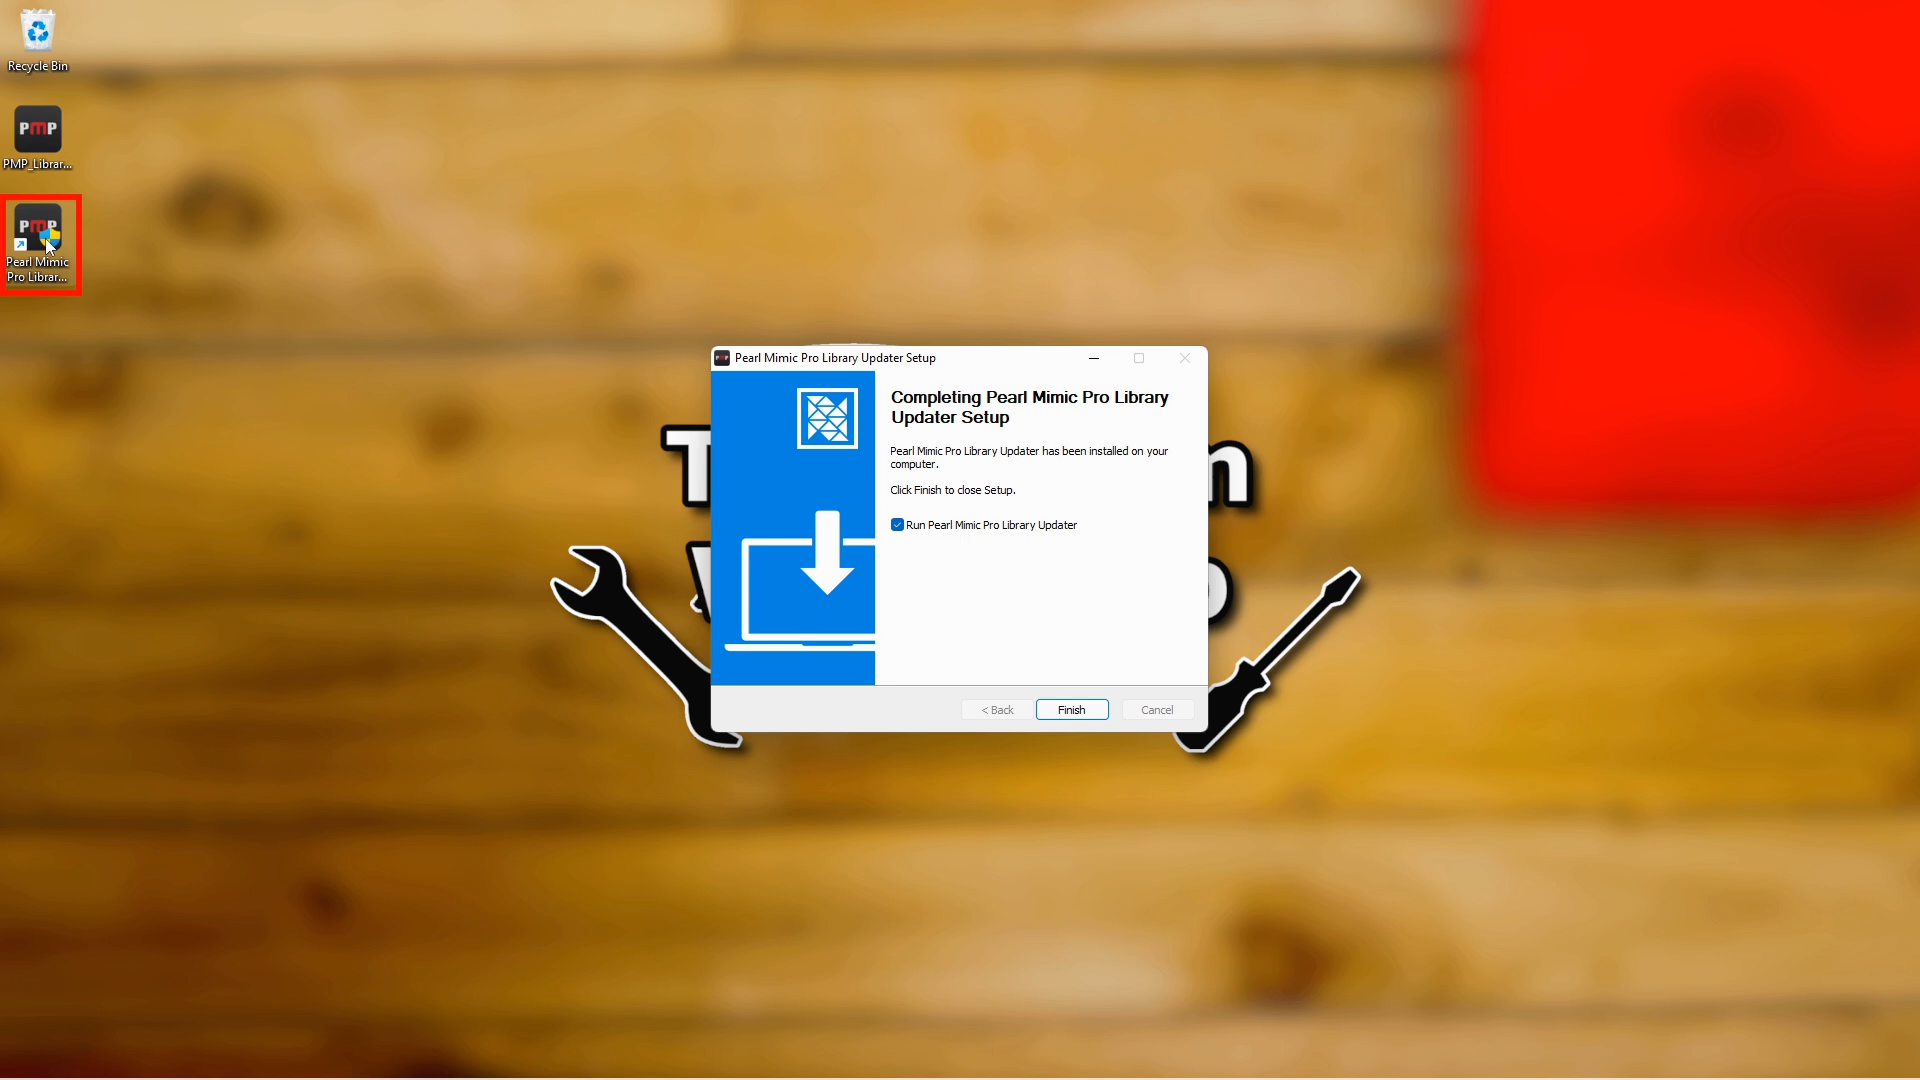 Recycle Bin
PMP
PMP_Librar...
PMP
Pearl Mimic
Pro Librar...
PMP
Pearl Mimic Pro Library Updater Setup
Completing Pearl Mimic Pro Library
Updater Setup
Pearl Mimic Pro Library Updater has been installed on your
computer.
Click Finish to close Setup.
Run Pearl Mimic Pro Library Updater
< Back
Finish
Cancel